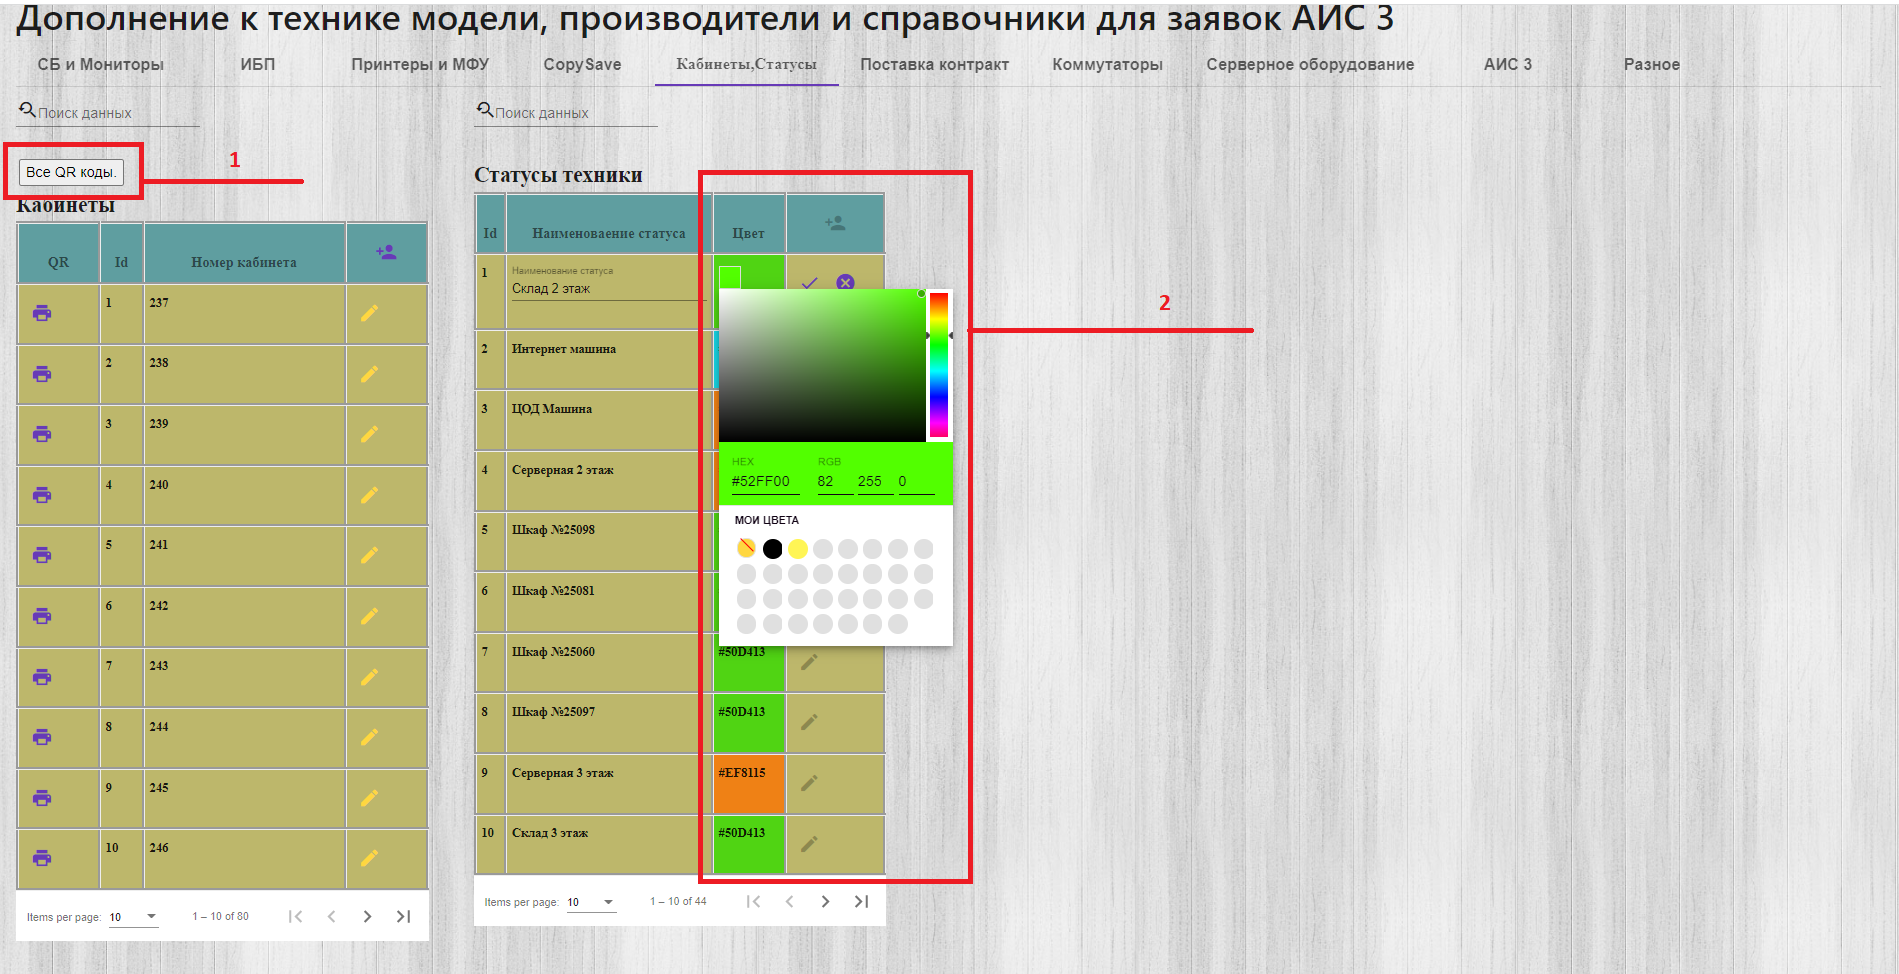 Дополнение к технике модели, производители и справочники для заявок АИС 3
СБ и Мониторы ИБП Принтеры и МФУ CopySave Кабинеты,Статусы Поставка контракт Коммутаторы Серверное оборудование АИС 3 Разное
Поиск данных
Все QR коды.
1
Кабинеты
QR Id Номер кабинета
1 237
2 238
3 239
4 240
5 241
6 242
7 243
8 244
9 245
10 246
Items per page: 10 1 – 10 of 80
Поиск данных
Статусы техники
Id Наименоваение статуса Цвет
1 Наименование статуса
Склад 2 этаж
2 Интернет машина
3 ЦОД Машина
4 Серверная 2 этаж
5 Шкаф №25098
6 Шкаф №25081
7 Шкаф №25060 #50D413
8 Шкаф №25097 #50D413
9 Серверная 3 этаж #EF8115
10 Склад 3 этаж #50D413
Items per page: 10 1 – 10 of 44
HEX RGB
#52FF00 82 255 0
МОИ ЦВЕТА
2